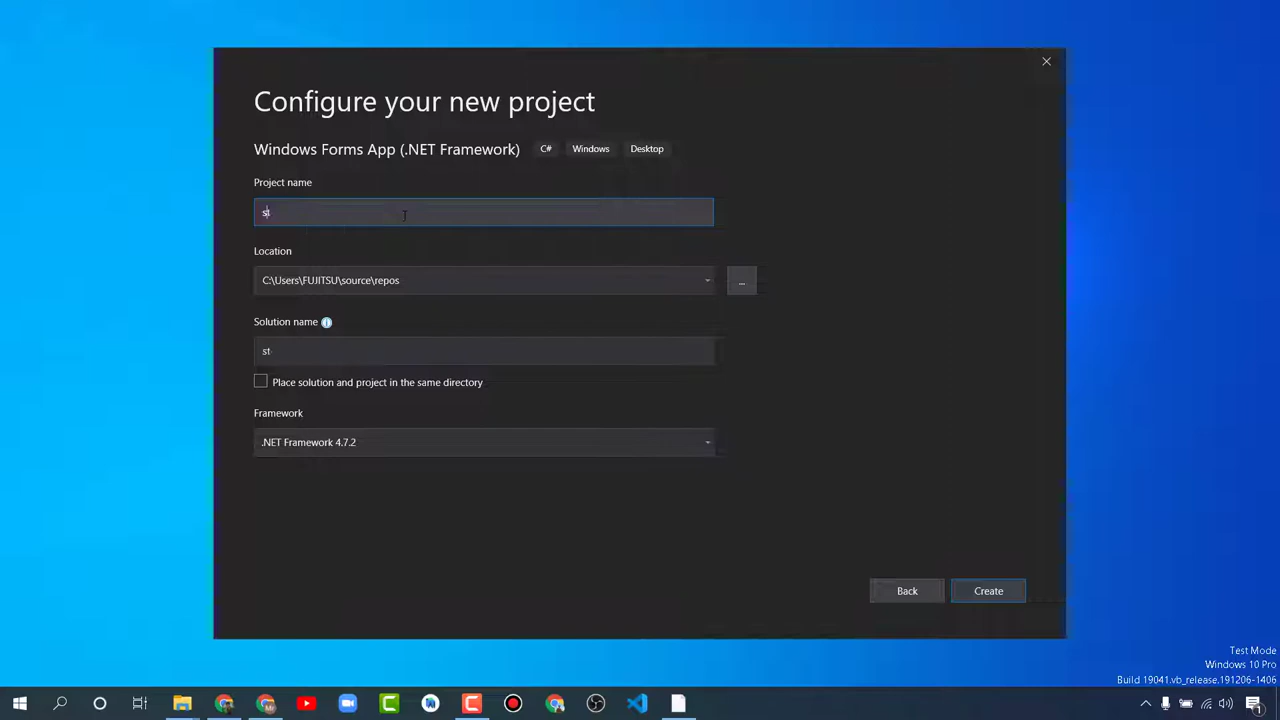 Configure your new project
Windows Forms App (.NET Framework)
C#
Windows
Desktop
Project name
st
Location
C:\Users\FUJITSU\source\repos
...
Solution name
st
Place solution and project in the same directory
Framework
.NET Framework 4.7.2
Back
Create
Test Mode
Windows 10 Pro
Build 19041.vb_release.191206-1406